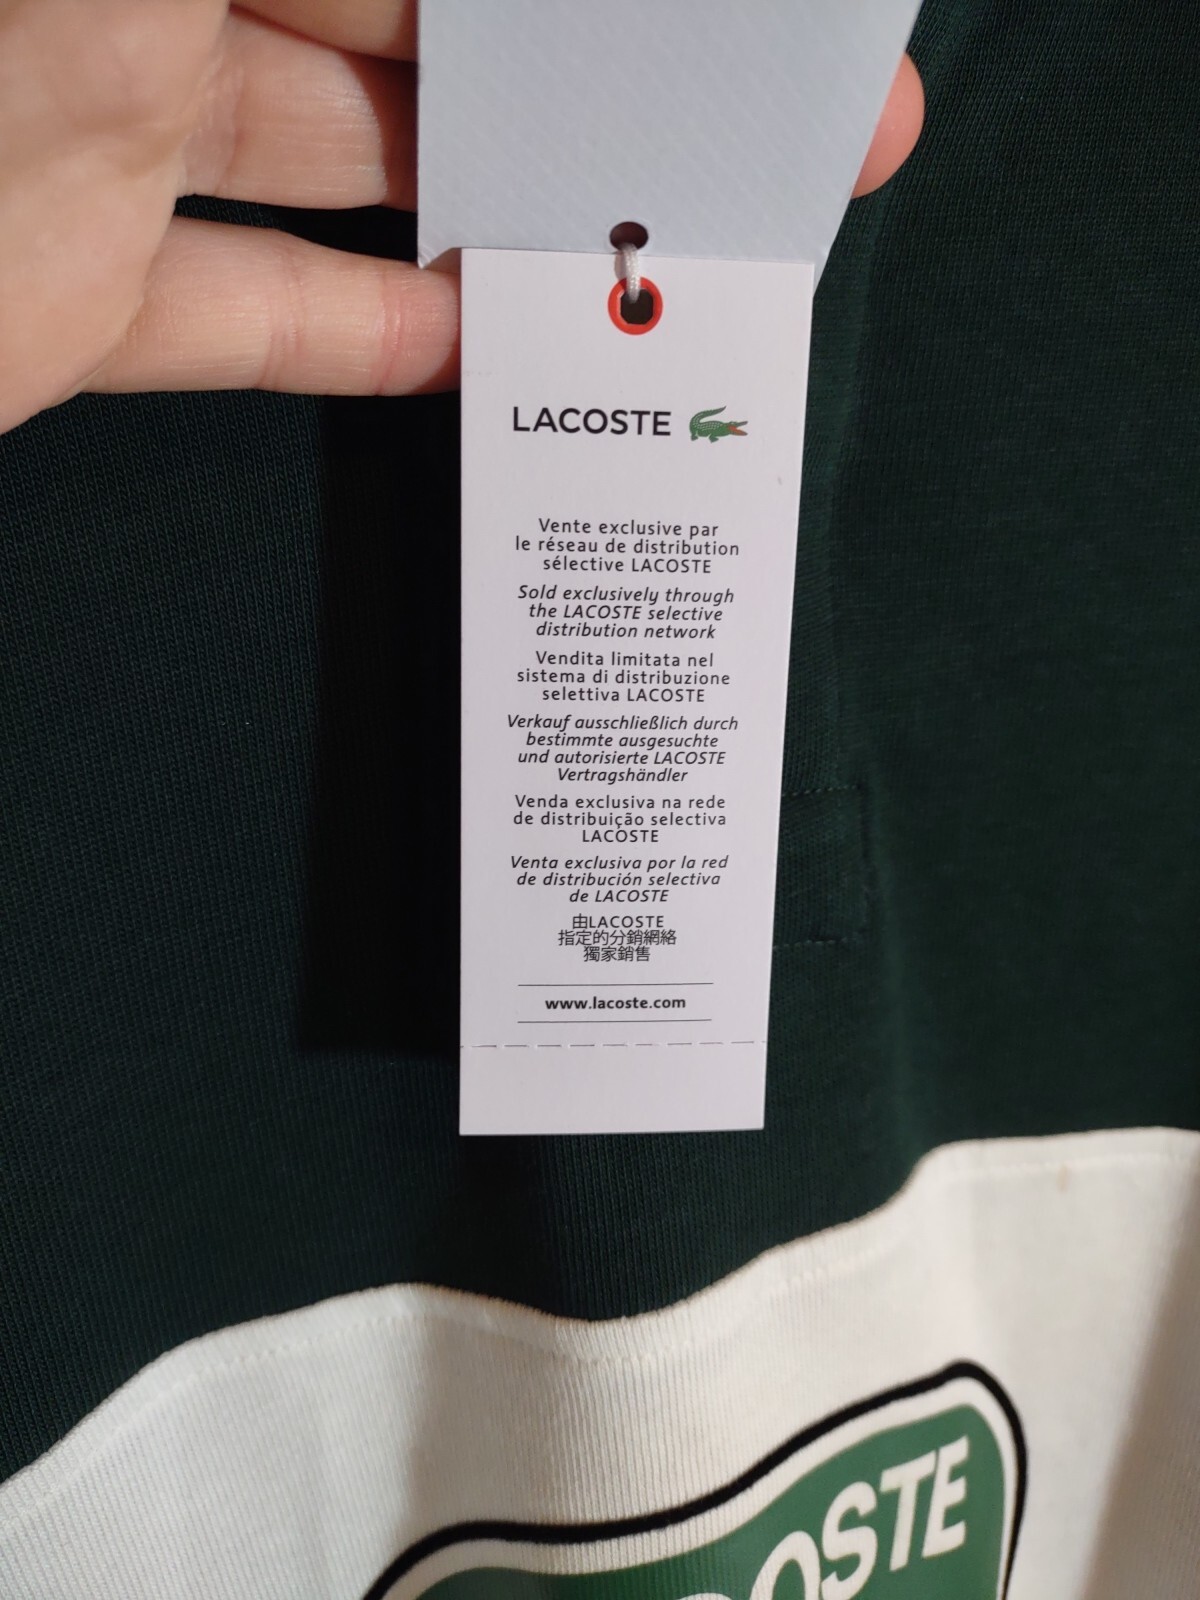 LACOSTE
Vente exclusive par
le réseau de distribution
sélective LACOSTE
Sold exclusively through
the LACOSTE selective
distribution network
Vendita limitata nel
sistema di distribuzione
selettiva LACOSTE
Verkauf ausschließlich durch
bestimmte ausgesuchte
und autorisierte LACOSTE
Vertragshändler
Venda exclusiva na rede
de distribuição selectiva
LACOSTE
Venta exclusiva por la red
de distribución selectiva
de LACOSTE
由LACOSTE
指定的分銷網絡
獨家銷售
www.lacoste.com
OSTE